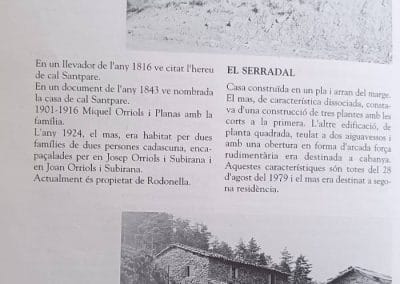 En un llevador de l'any 1816 ve citat l'hereu
de cal Santpare.
En un document de l'any 1843 ve nombrada
la casa de cal Santpare.
1901-1916 Miquel Orriols i Planas amb la
família.
L'any 1924, el mas, era habitat per dues
famílies de dues persones cadascuna, enca-
paçalades per en Josep Orriols i Subirana i
en Joan Orriols i Subirana.
Actualment és propietat de Rodonella.
EL SERRADAL
Casa construïda en un pla i arran del marge.
El mas, de característica dissociada, consta-
va d'una construcció de tres plantes amb les
corts a la primera. L'altre edificació, de
planta quadrada, teulat a dos aiguavessos i
amb una obertura en forma d'arcada força
rudimentària era destinada a cabanya.
Aquestes característiques són totes del 28
d'agost del 1979 i el mas era destinat a sego-
na residència.